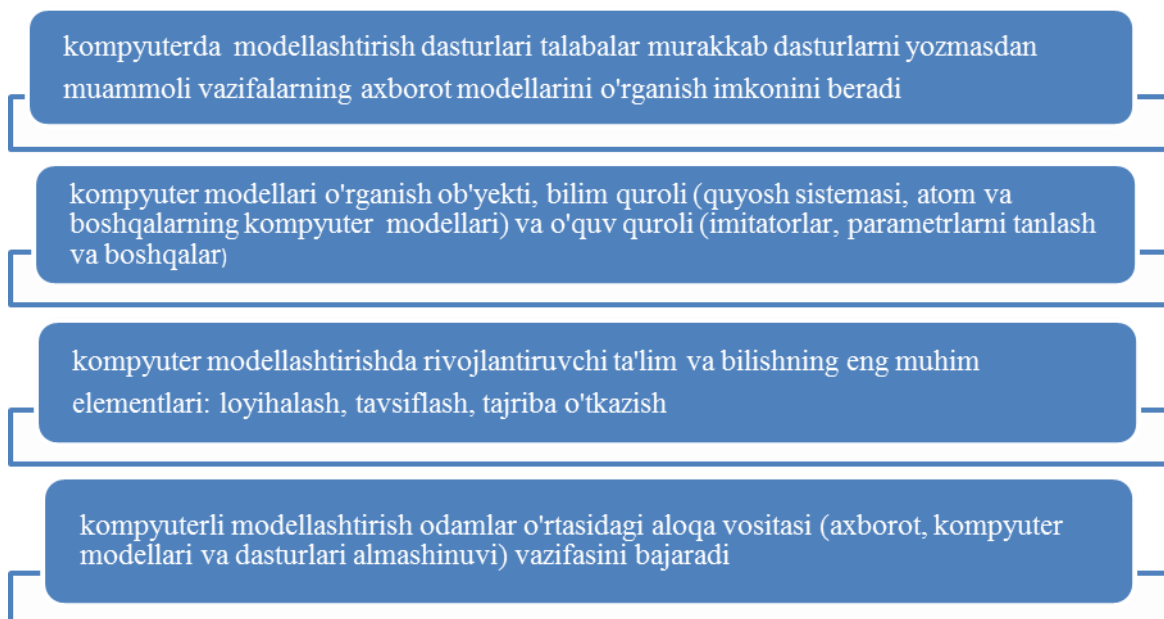 kompyuterda modellashtirish dasturlari talabalar murakkab dasturlarni yozmasdan
muammoli vazifalarning axborot modellarini o'rganish imkonini beradi
kompyuter modellari o'rganish ob'yekti, bilim quroli (quyosh sistemasi, atom va
boshqalarning kompyuter modellari) va o'quv quroli (imitatorlar, parametrlarni tanlash
va boshqalar)
kompyuter modellashtirishda rivojlantiruvchi ta'lim va bilishning eng muhim
elementlari: loyihalash, tavsiflash, tajriba o'tkazish
kompyuterli modellashtirish odamlar o'rtasidagi aloqa vositasi (axborot, kompyuter
modellari va dasturlari almashinuvi) vazifasini bajaradi